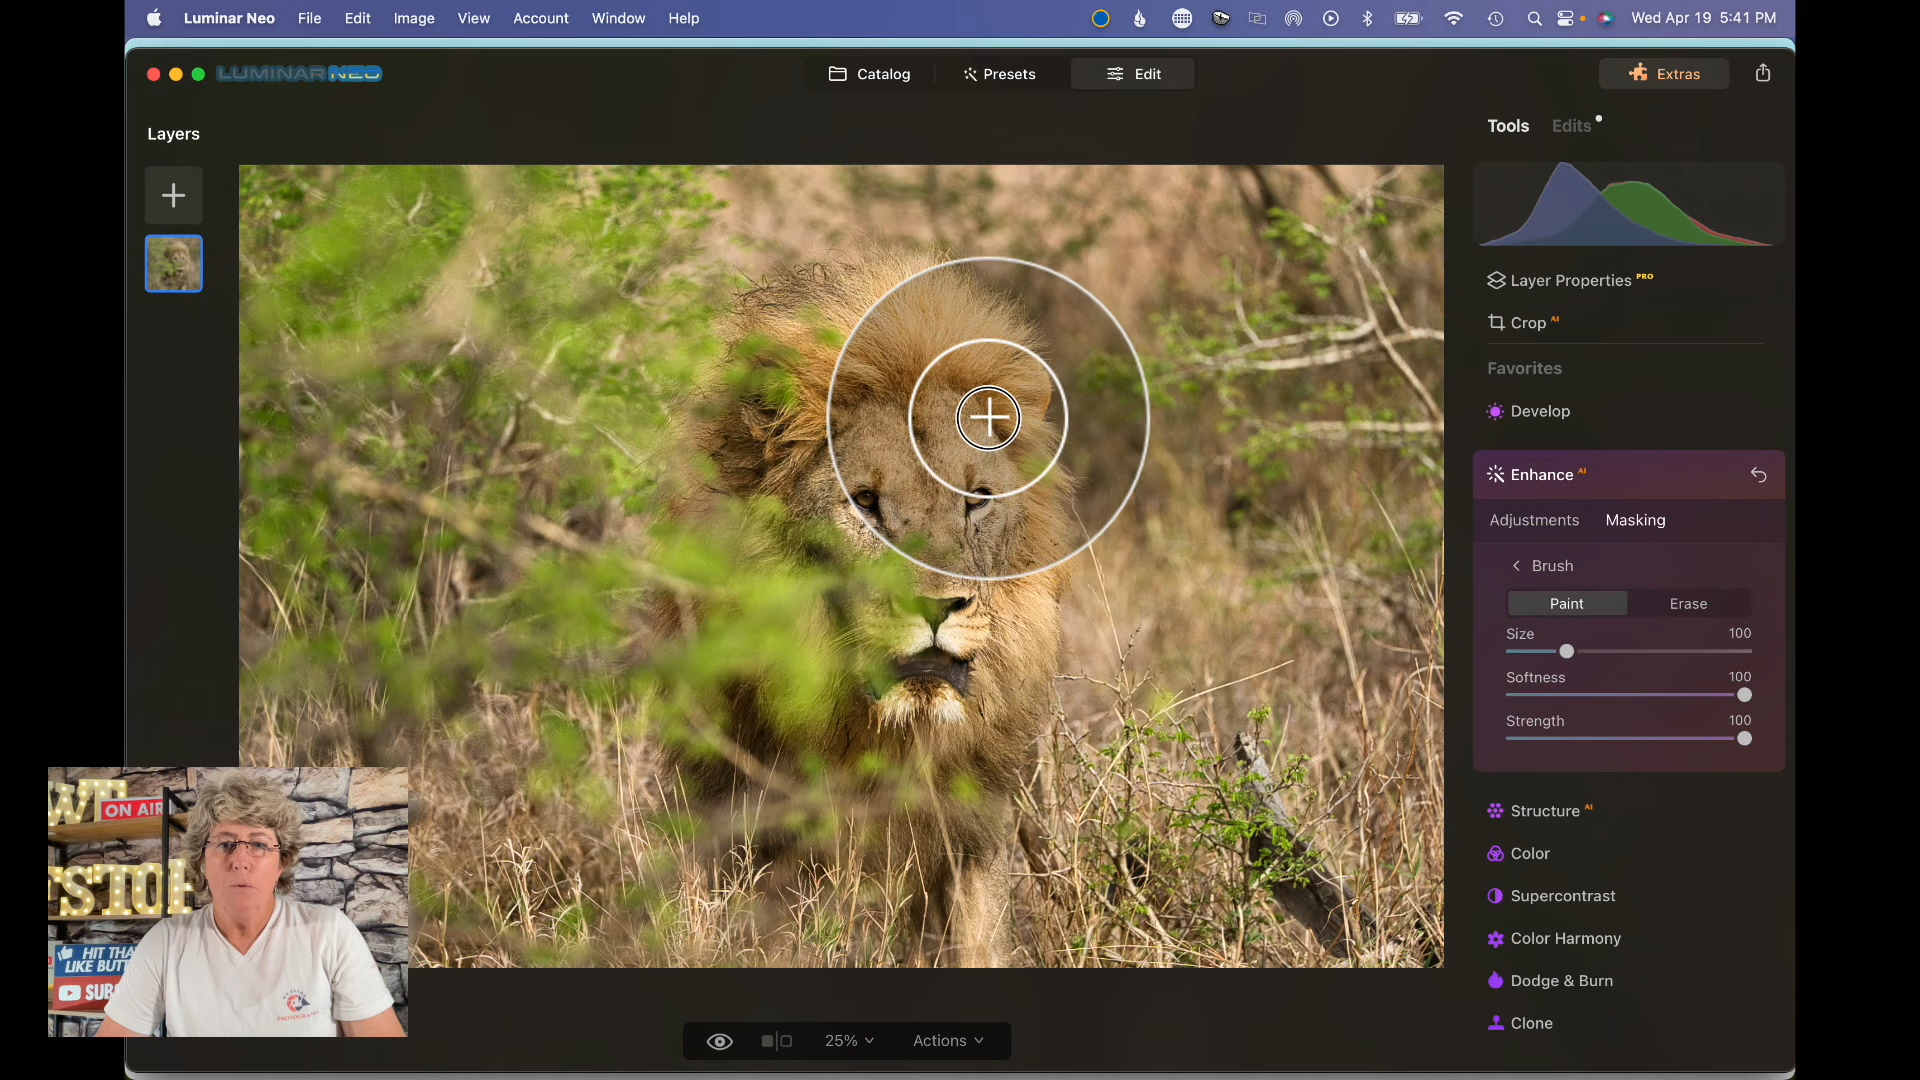 Luminar Neo File Edit Image View Account Window Help Wed Apr 19 5:41 PM
LUMINAR NEO
Catalog Presets Edit Extras
Layers
Tools Edits
Layer Properties PRO
Crop AI
Favorites
Develop
Enhance AI
Adjustments Masking
Brush
Paint Erase
Size 100
Softness 100
Strength 100
Structure AI
Color
Supercontrast
Color Harmony
Dodge & Burn
Clone
25% Actions
ON AIR
HIT THA
LIKE BUTT
SUB
PHOTOGRAPHY